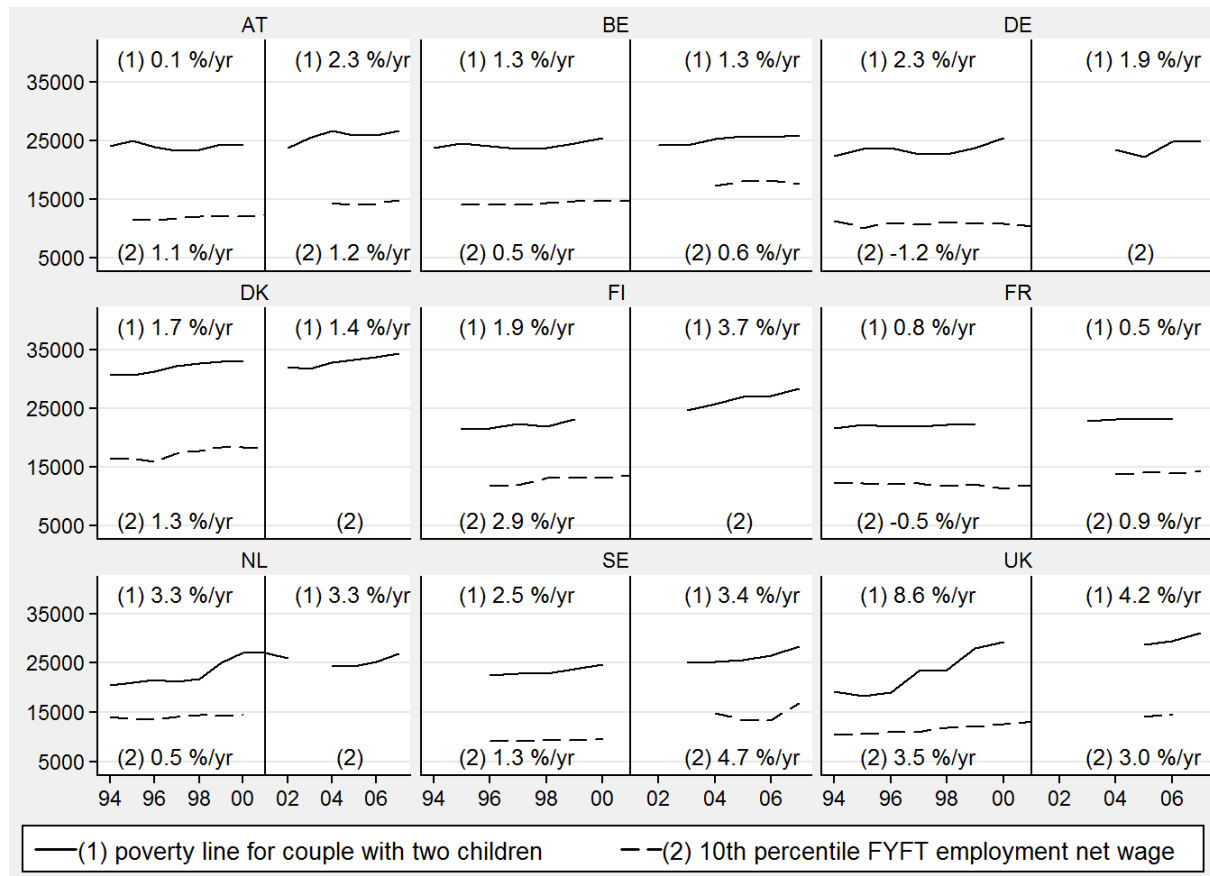 AT BE DE
(1) 0.1 %/yr (1) 2.3 %/yr (1) 1.3 %/yr (1) 1.3 %/yr (1) 2.3 %/yr (1) 1.9 %/yr
35000
25000
15000
5000
(2) 1.1 %/yr (2) 1.2 %/yr (2) 0.5 %/yr (2) 0.6 %/yr (2) -1.2 %/yr (2)
DK FI FR
(1) 1.7 %/yr (1) 1.4 %/yr (1) 1.9 %/yr (1) 3.7 %/yr (1) 0.8 %/yr (1) 0.5 %/yr
35000
25000
15000
5000
(2) 1.3 %/yr (2) (2) 2.9 %/yr (2) (2) -0.5 %/yr (2) 0.9 %/yr
NL SE UK
(1) 3.3 %/yr (1) 3.3 %/yr (1) 2.5 %/yr (1) 3.4 %/yr (1) 8.6 %/yr (1) 4.2 %/yr
35000
25000
15000
5000
(2) 0.5 %/yr (2) (2) 1.3 %/yr (2) 4.7 %/yr (2) 3.5 %/yr (2) 3.0 %/yr
94 96 98 00 02 04 06 94 96 98 00 02 04 06 94 96 98 00 02 04 06
(1) poverty line for couple with two children (2) 10th percentile FYFT employment net wage